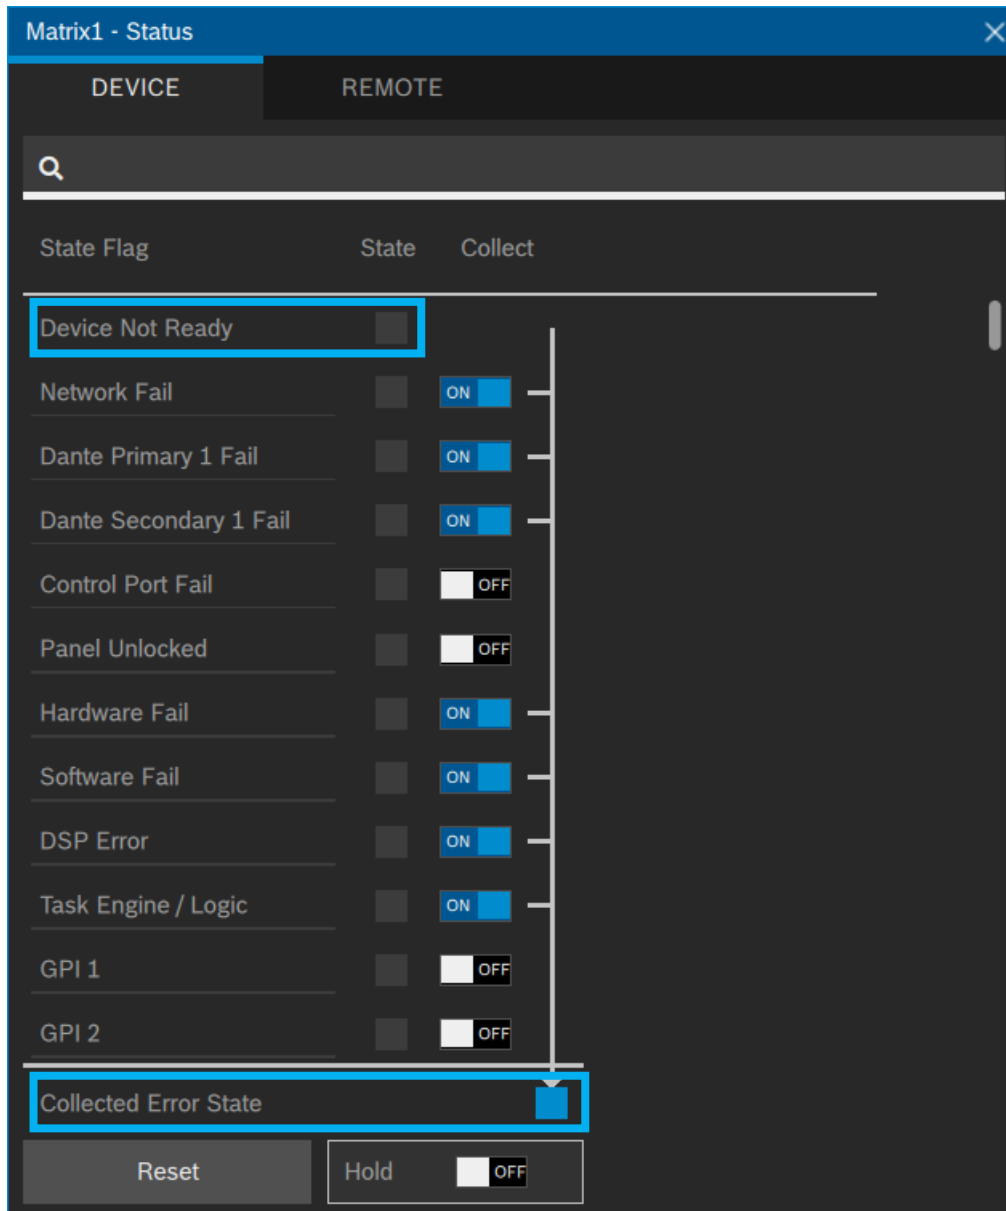 Matrix1 - Status
DEVICE REMOTE
State Flag State Collect
Device Not Ready
Network Fail ON
Dante Primary 1 Fail ON
Dante Secondary 1 Fail ON
Control Port Fail OFF
Panel Unlocked OFF
Hardware Fail ON
Software Fail ON
DSP Error ON
Task Engine / Logic ON
GPI 1 OFF
GPI 2 OFF
Collected Error State
Reset Hold OFF